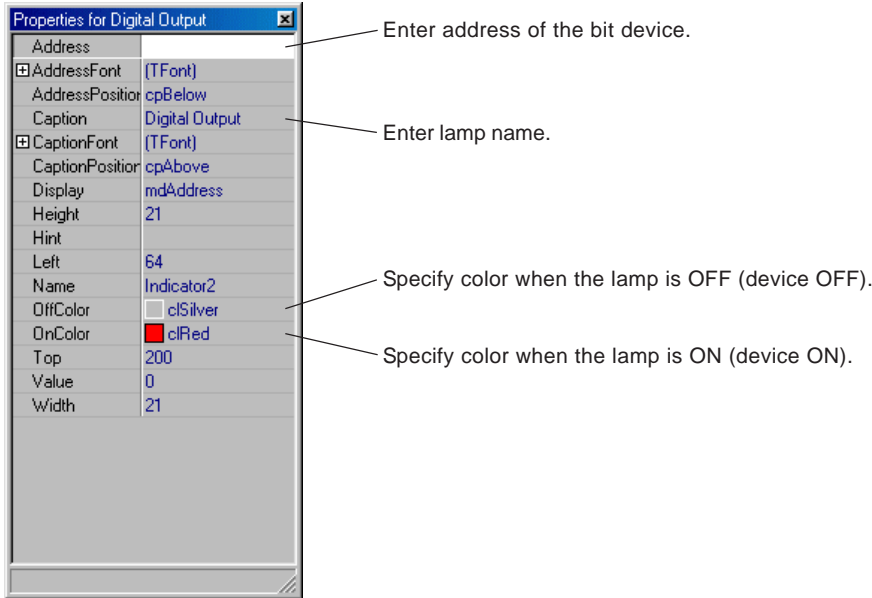 Properties for Digital Output
Address
Enter address of the bit device.
AddressFont (TFont)
AddressPosition cpBelow
Caption Digital Output
Enter lamp name.
CaptionFont (TFont)
CaptionPosition cpAbove
Display mdAddress
Height 21
Hint
Left 64
Name Indicator2
Specify color when the lamp is OFF (device OFF).
OffColor clSilver
OnColor clRed
Specify color when the lamp is ON (device ON).
Top 200
Value 0
Width 21